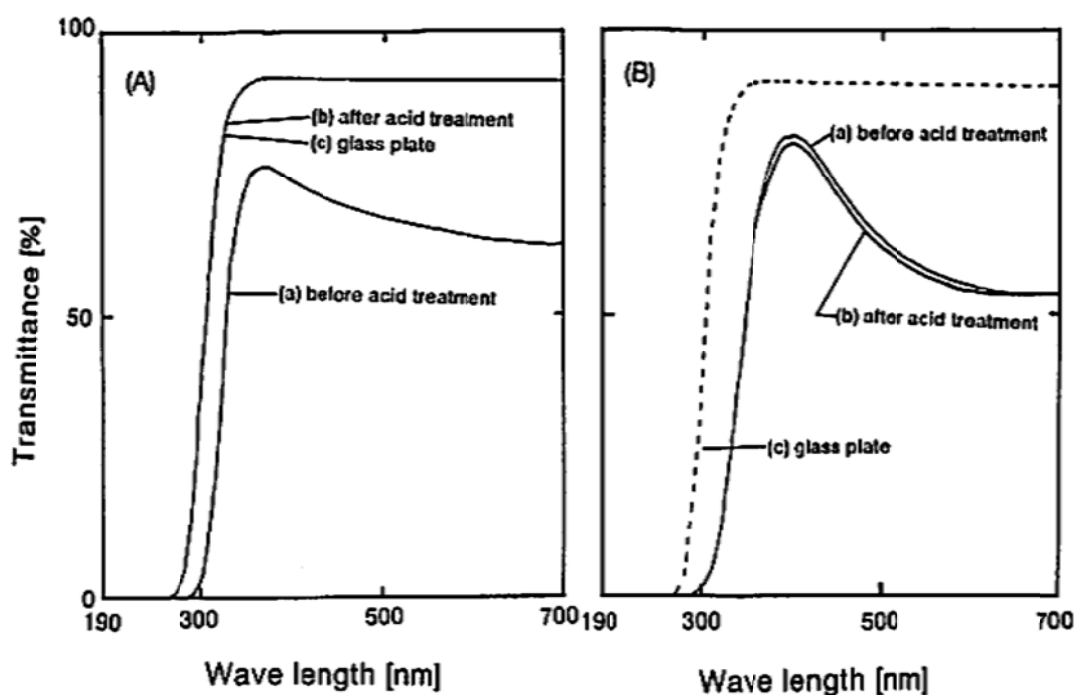 100
(A)
(b) after acid treatment
(c) glass plate
(a) before acid treatment
50
0
190
300
500
700
Transmittance [%]
Wave length [nm]
(B)
(a) before acid treatment
(b) after acid treatment
(c) glass plate
190
300
500
700
Wave length [nm]